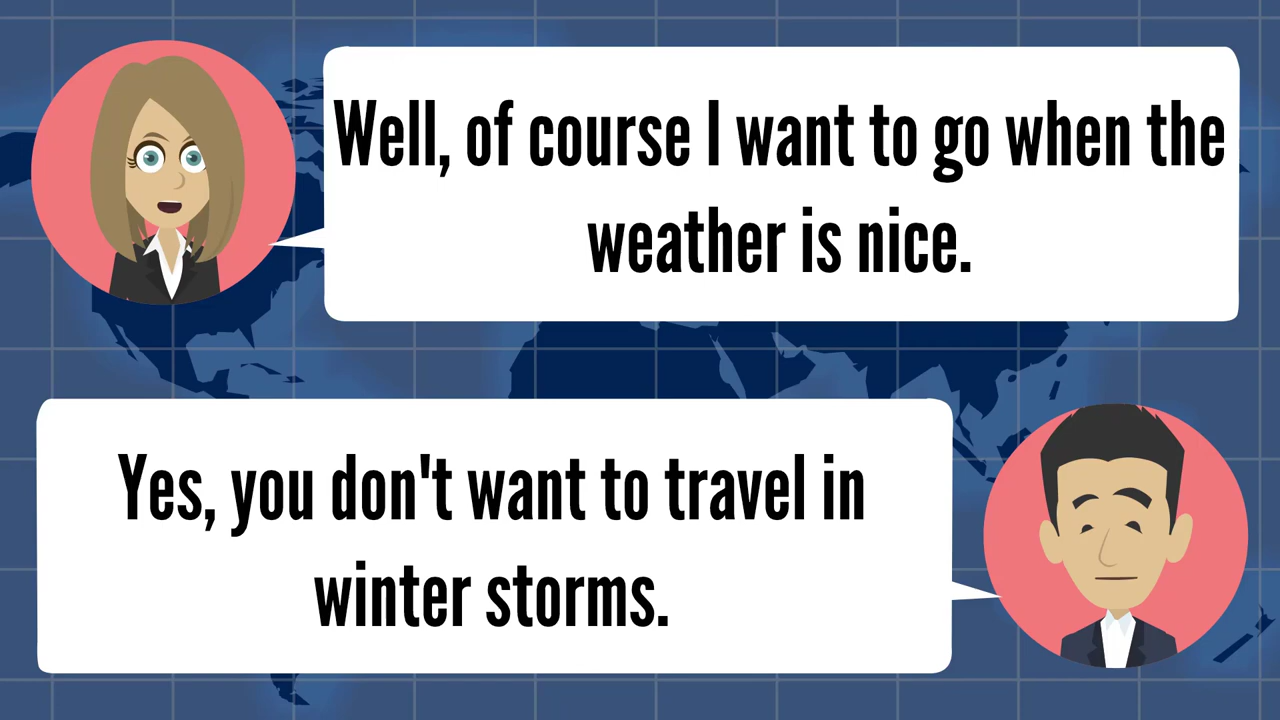 Well, of course I want to go when the
weather is nice.
Yes, you don't want to travel in
winter storms.